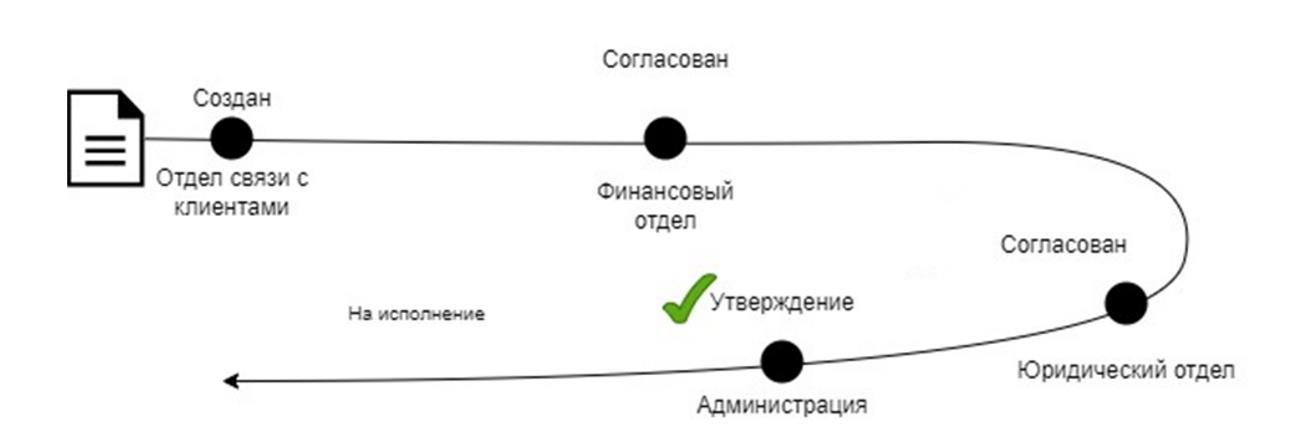 Согласован
Создан
Отдел связи с
клиентами
Финансовый
отдел
Согласован
Утверждение
На исполнение
Юридический отдел
Администрация